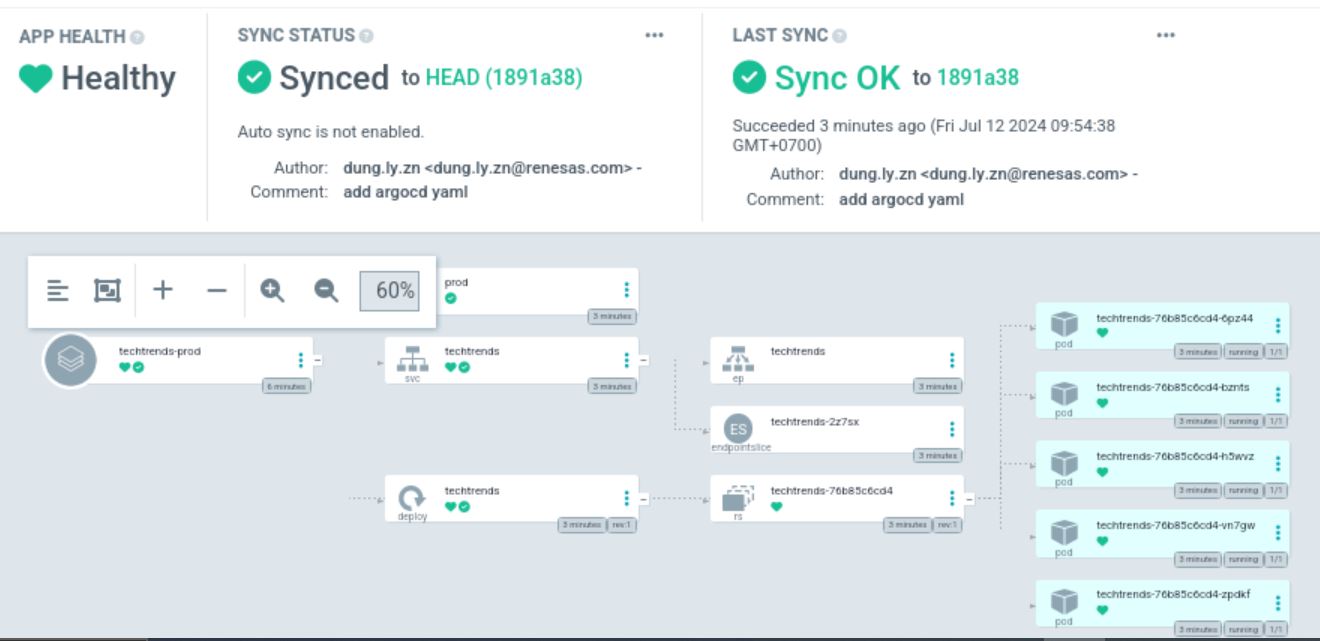 APP HEALTH
Healthy
SYNC STATUS
Synced to HEAD (1891a38)
Auto sync is not enabled.
Author: dung.ly.zn <dung.ly.zn@renesas.com> -
Comment: add argocd yaml
LAST SYNC
Sync OK to 1891a38
Succeeded 3 minutes ago (Fri Jul 12 2024 09:54:38
GMT+0700)
Author: dung.ly.zn <dung.ly.zn@renesas.com> -
Comment: add argocd yaml
60%
prod
3 minutes
techtrends-prod
6 minutes
techtrends
svc
3 minutes
techtrends
deploy
3 minutes rev:1
techtrends
ep
3 minutes
ES
techtrends-2z7sx
endpointslice
3 minutes
techtrends-76b85c6cd4
rs
3 minutes rev:1
techtrends-76b85c6cd4-6pz44
pod
3 minutes running 1/1
techtrends-76b85c6cd4-bznts
pod
3 minutes running 1/1
techtrends-76b85c6cd4-h5wvz
pod
3 minutes running 1/1
techtrends-76b85c6cd4-vn7gw
pod
3 minutes running 1/1
techtrends-76b85c6cd4-zpdkf
pod
3 minutes running 1/1